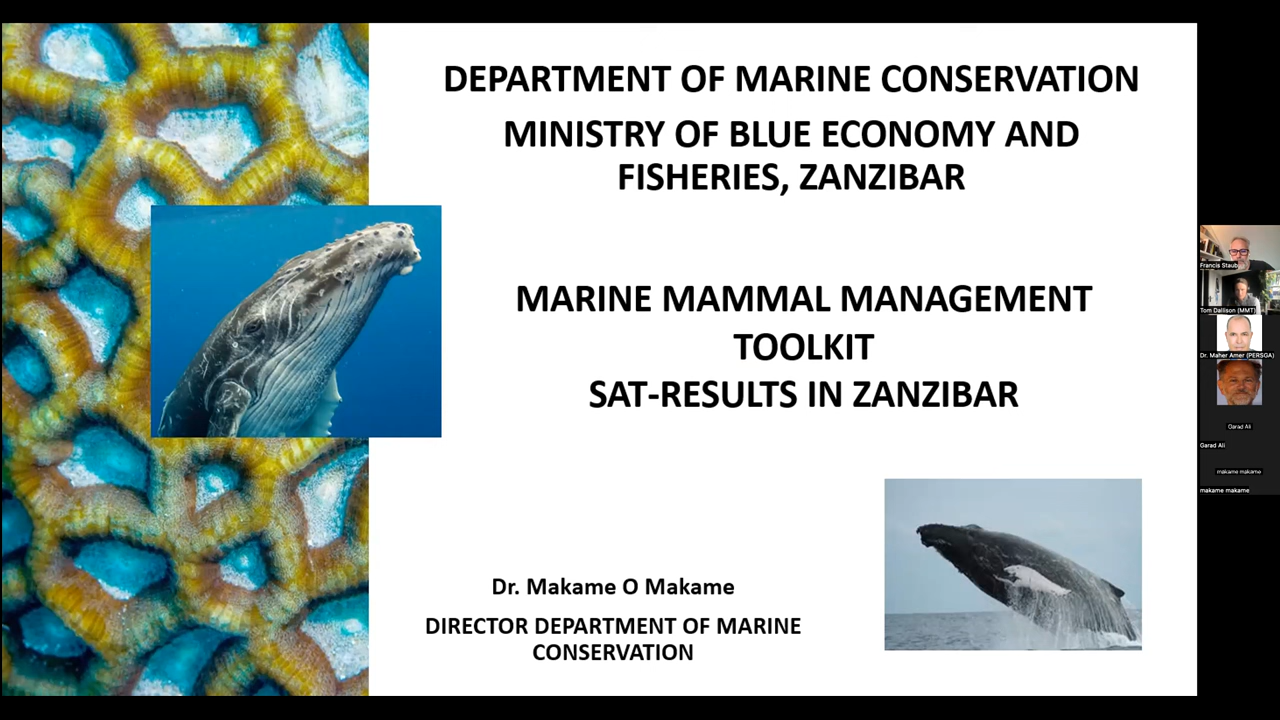 DEPARTMENT OF MARINE CONSERVATION
MINISTRY OF BLUE ECONOMY AND
FISHERIES, ZANZIBAR
MARINE MAMMAL MANAGEMENT
TOOLKIT
SAT-RESULTS IN ZANZIBAR
Dr. Makame O Makame
DIRECTOR DEPARTMENT OF MARINE
CONSERVATION
Francis Staub
Tom Dallison (MMT)
Dr. Maher Amer (PERSGA)
Garad Ali
Garad Ali
makame makame
makame makame